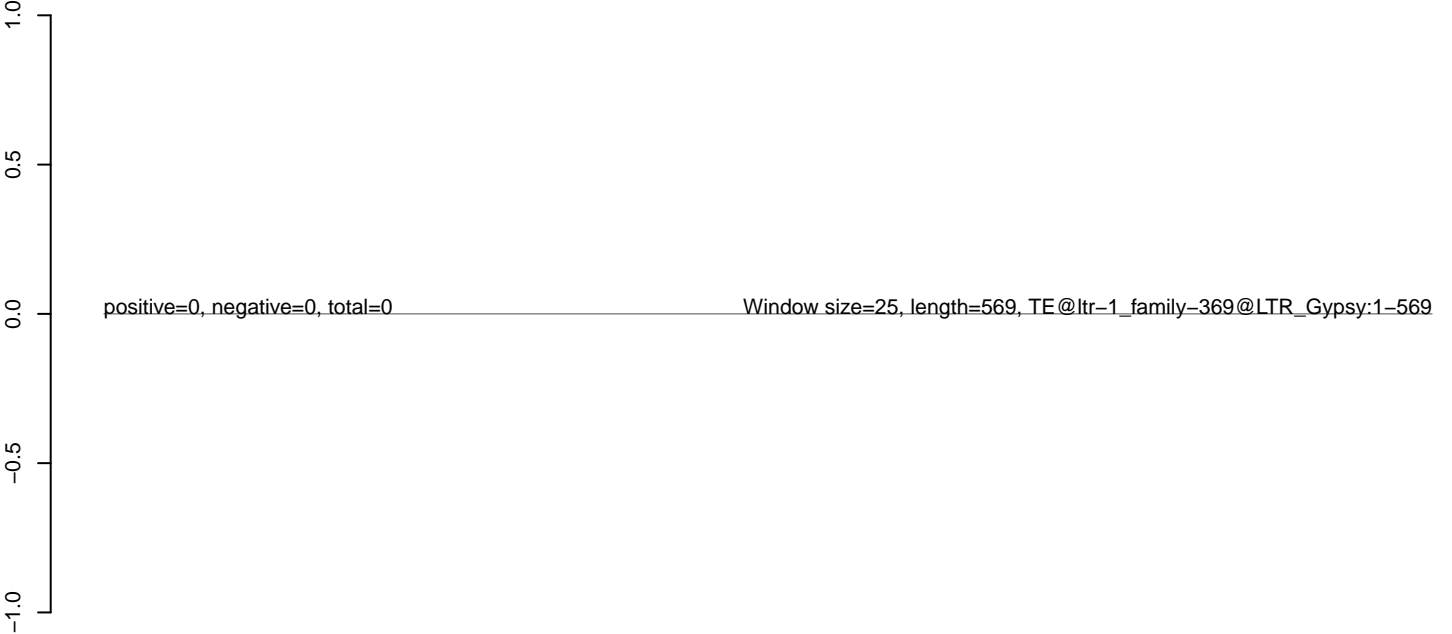 1.0
0.5
0.0
−0.5
−1.0
positive=0, negative=0, total=0
Window size=25, length=569, TE@ltr−1_family−369@LTR_Gypsy:1−569